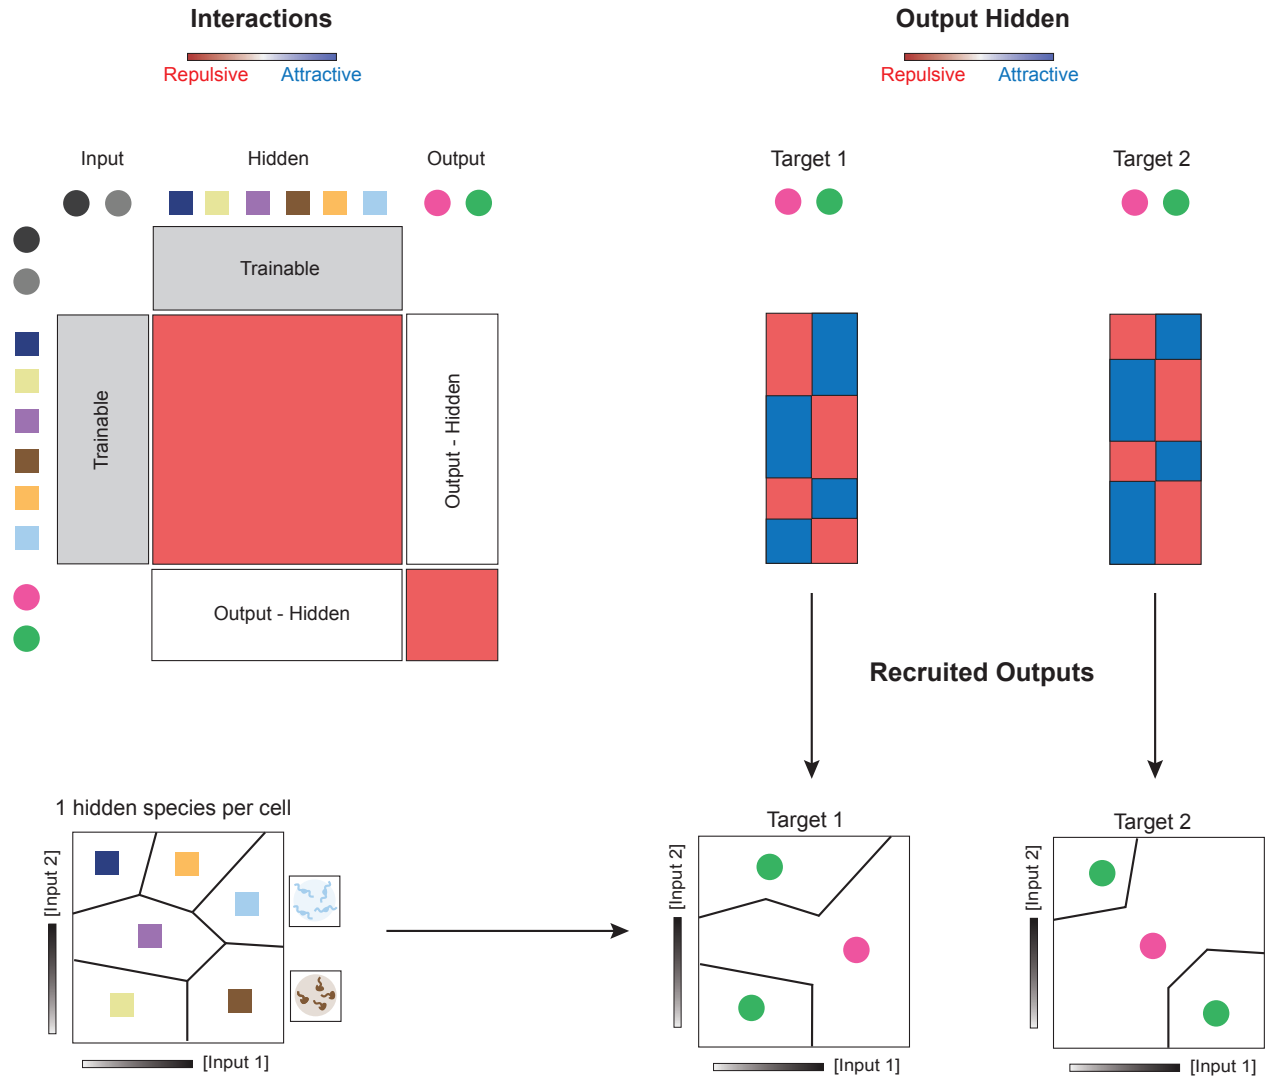 Interactions
Output Hidden
Repulsive
Attractive
Repulsive
Attractive
Input
Hidden
Output
Target 1
Target 2
Trainable
Trainable
Output - Hidden
Output - Hidden
Recruited Outputs
1 hidden species per cell
Target 1
Target 2
[Input 2]
[Input 2]
[Input 2]
[Input 1]
[Input 1]
[Input 1]